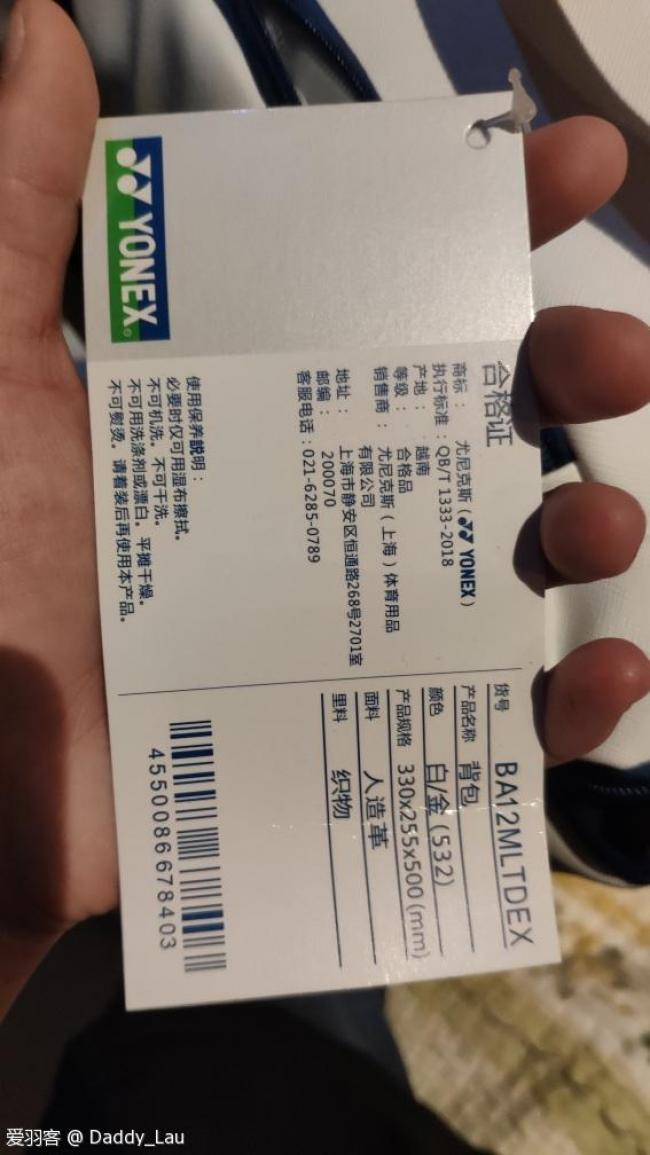 YONEX
合格证
商标：尤尼克斯（YONEX）
执行标准：QB/T 1333-2018
产地：越南
等级：合格品
销售商：尤尼克斯（上海）体育用品
有限公司
地址：上海市静安区恒通路268号2701室
邮编：200070
客服电话：021-6285-0789
使用保养説明：
必要时仅可用湿布擦拭。
不可机洗。不可干洗。
不可用洗涤剂或漂白。平摊干燥。
不可熨烫。请着装后再使用本产品。
货号 BA12MLTDEX
产品名称 背包
颜色 白/金(532)
产品规格 330x255x500(mm)
面料 人造革
里料 织物
4550086678403
爱羽客 @ Daddy_Lau